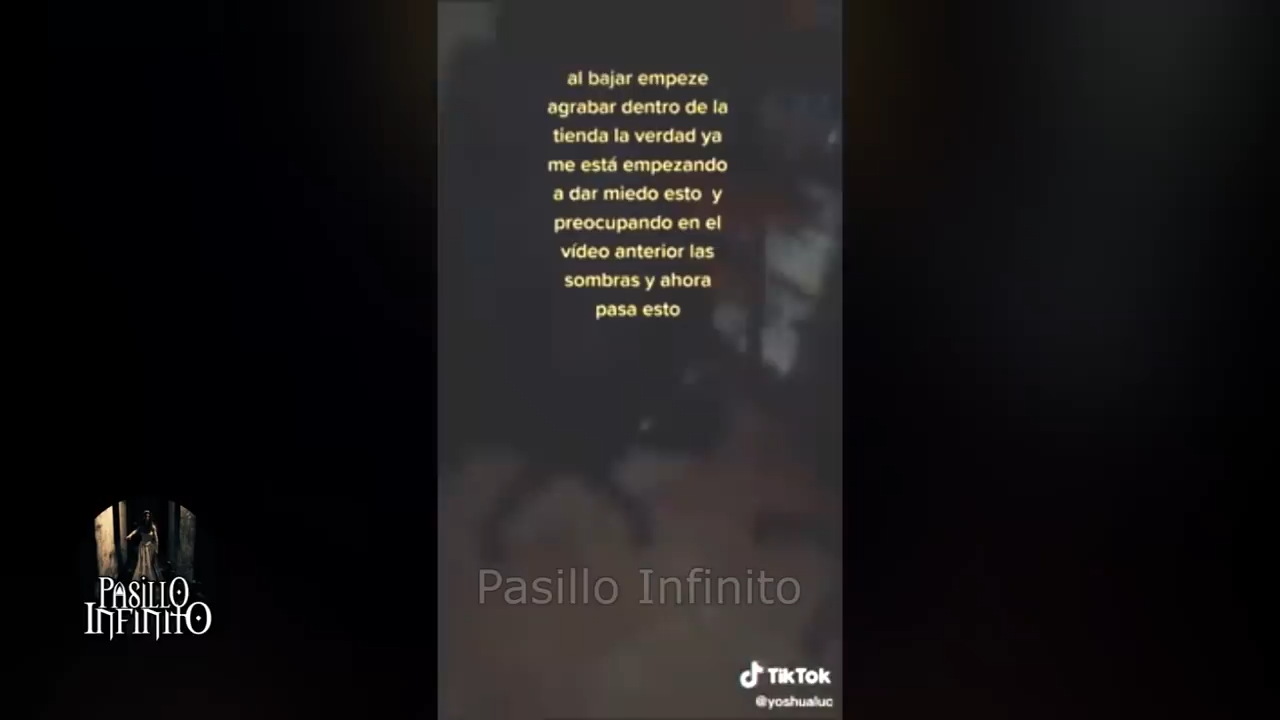 al bajar empeze
agrabar dentro de la
tienda la verdad ya
me está empezando
a dar miedo esto y
preocupando en el
vídeo anterior las
sombras y ahora
pasa esto
Pasillo Infinito
PASILLO
INFINITO
TikTok
@yoshualuc